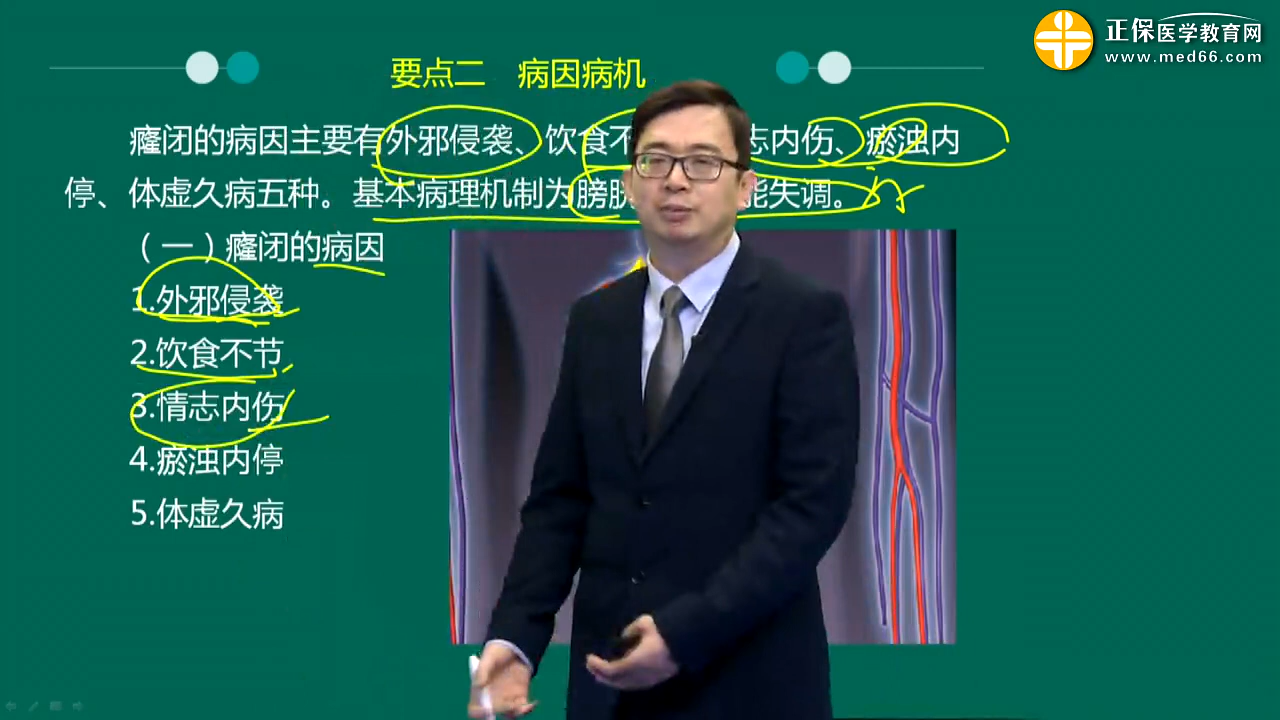 正保医学教育网
www.med66.com
要点二 病因病机
癃闭的病因主要有外邪侵袭、饮食不 志内伤、瘀浊内
停、体虚久病五种。基本病理机制为膀胱 能失调。
（一）癃闭的病因
1.外邪侵袭
2.饮食不节
3.情志内伤
4.瘀浊内停
5.体虚久病